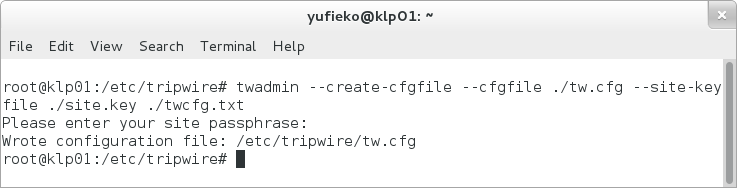 yufieko@klp01: ~
×
File Edit View Search Terminal Help
root@klp01:/etc/tripwire# twadmin --create-cfgfile --cfgfile ./tw.cfg --site-key
file ./site.key ./twcfg.txt
Please enter your site passphrase:
Wrote configuration file: /etc/tripwire/tw.cfg
root@klp01:/etc/tripwire#